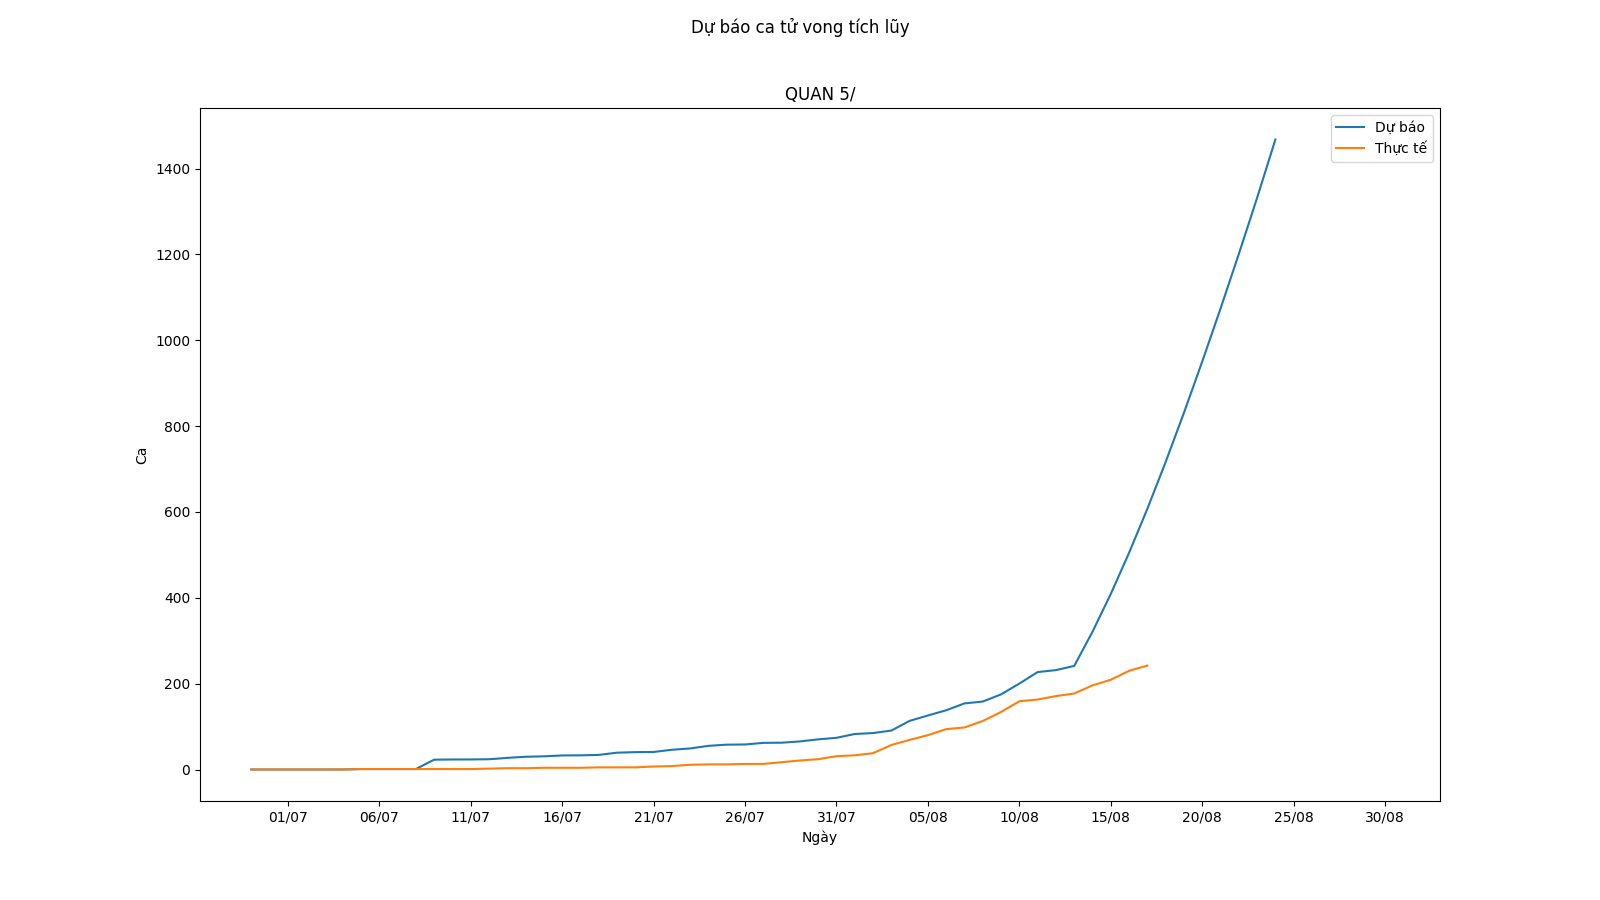 Dự báo ca tử vong tích lũy
QUAN 5/
Dự báo
Thực tế
1400
1200
1000
800
600
400
200
0
Ca
01/07 06/07 11/07 16/07 21/07 26/07 31/07 05/08 10/08 15/08 20/08 25/08 30/08
Ngày